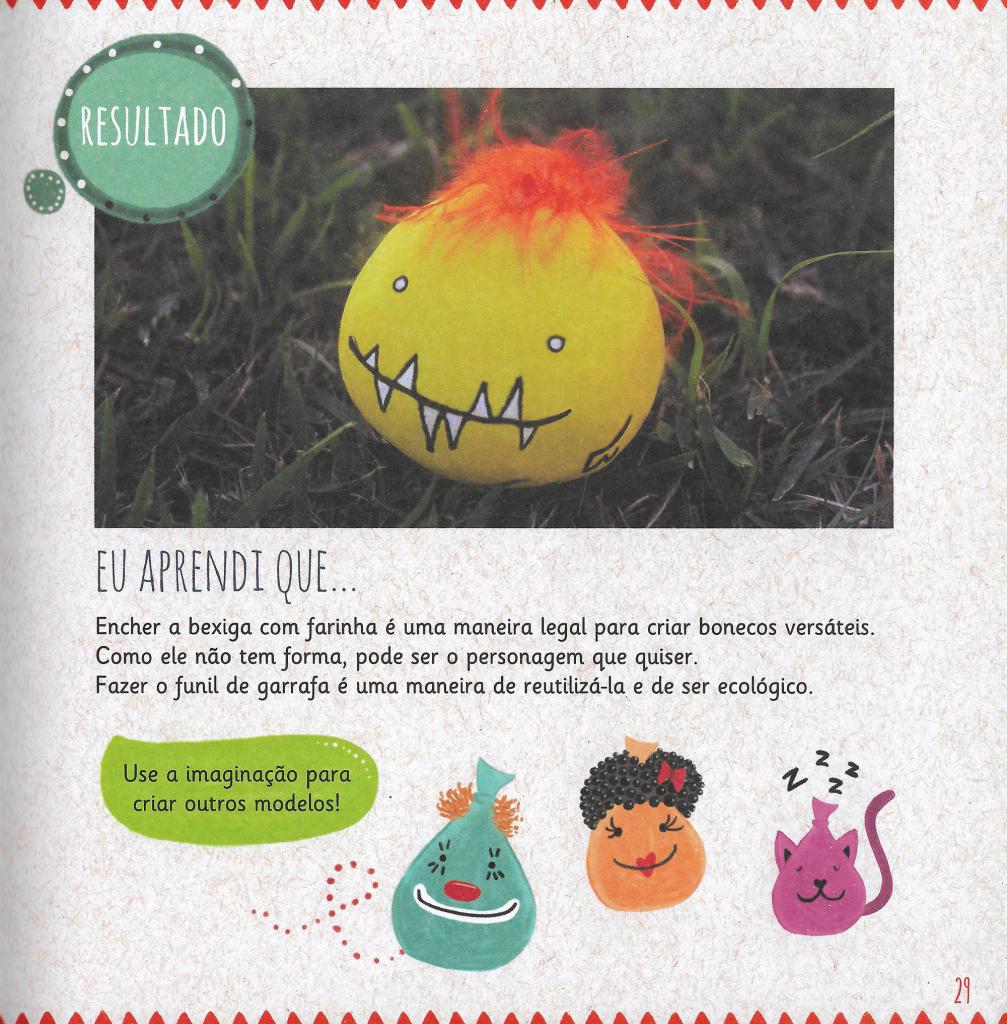 RESULTADO
EU APRENDI QUE...
Encher a bexiga com farinha é uma maneira legal para criar bonecos versáteis.
Como ele não tem forma, pode ser o personagem que quiser.
Fazer o funil de garrafa é uma maneira de reutilizá-la e de ser ecológico.
Use a imaginação para
criar outros modelos!
Z Z Z Z
29